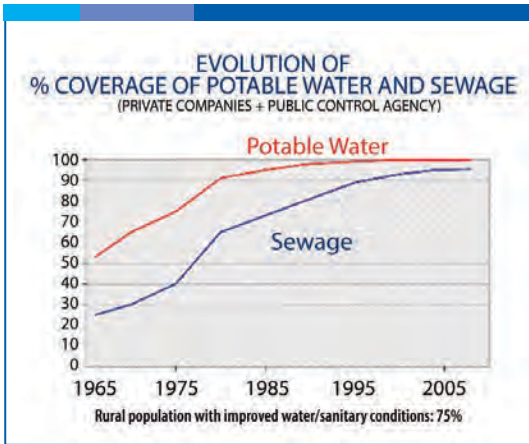 EVOLUTION OF
% COVERAGE OF POTABLE WATER AND SEWAGE
(PRIVATE COMPANIES + PUBLIC CONTROL AGENCY)
Potable Water
100
90
80
70
60
50
40
30
20
10
0
Sewage
1965 1975 1985 1995 2005
Rural population with improved water/sanitary conditions: 75%